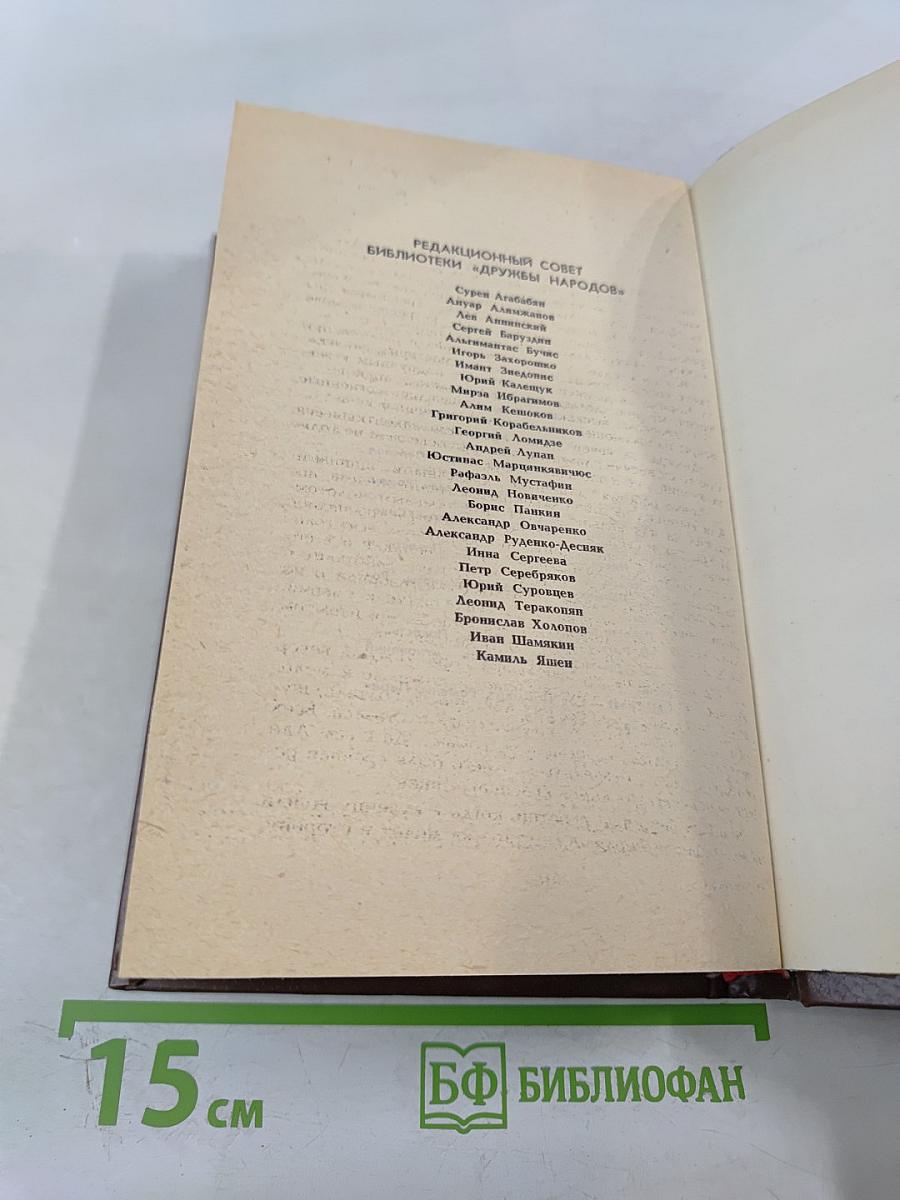 РЕДАКЦИОННЫЙ СОВЕТ
БИБЛИОТЕКИ «ДРУЖБЫ НАРОДОВ»
Сурен Агабабян
Ануар Алимжанов
Лев Аннинский
Сергей Баруздин
Альгимантас Бучис
Игорь Захорошко
Имант Зиедонис
Юрий Калещук
Мирза Ибрагимов
Алим Кешоков
Григорий Корабельников
Георгий Ломидзе
Андрей Лупан
Юстинас Марцинкявичюс
Рафаэль Мустафин
Леонид Новиченко
Борис Панкин
Александр Овчаренко
Александр Руденко-Десняк
Инна Сергеева
Петр Серебряков
Юрий Суровцев
Леонид Теракопян
Бронислав Холопов
Иван Шамякин
Камиль Яшен
15 см
БФ БИБЛИОФАН